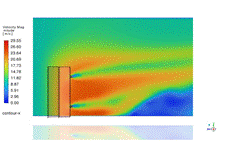 Velocity Mag
nitude
[ m/s ]
29.55
26.60
23.64
20.69
17.73
14.78
11.82
8.87
5.91
2.96
0.00
contour-x